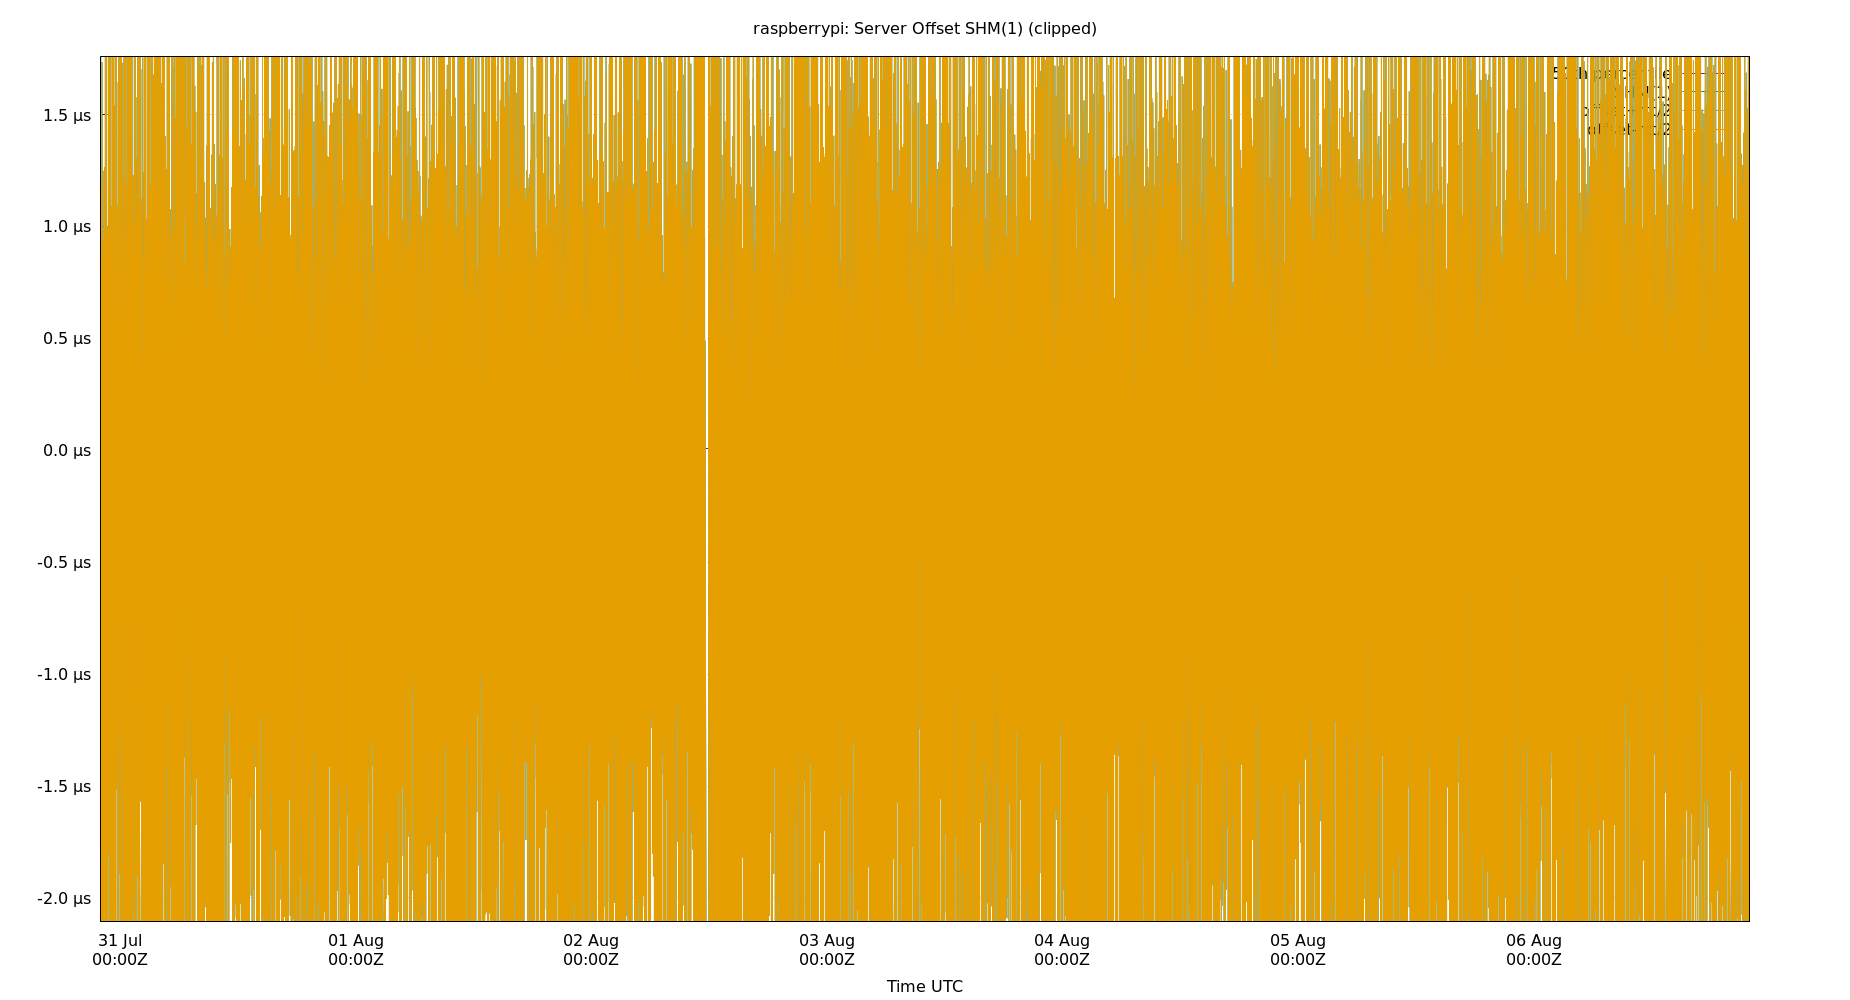 raspberrypi: Server Offset SHM(1) (clipped)
1.5 µs
1.0 µs
0.5 µs
0.0 µs
-0.5 µs
-1.0 µs
-1.5 µs
-2.0 µs
31 Jul 01 Aug 02 Aug 03 Aug 04 Aug 05 Aug 06 Aug
00:00Z 00:00Z 00:00Z 00:00Z 00:00Z 00:00Z 00:00Z
Time UTC